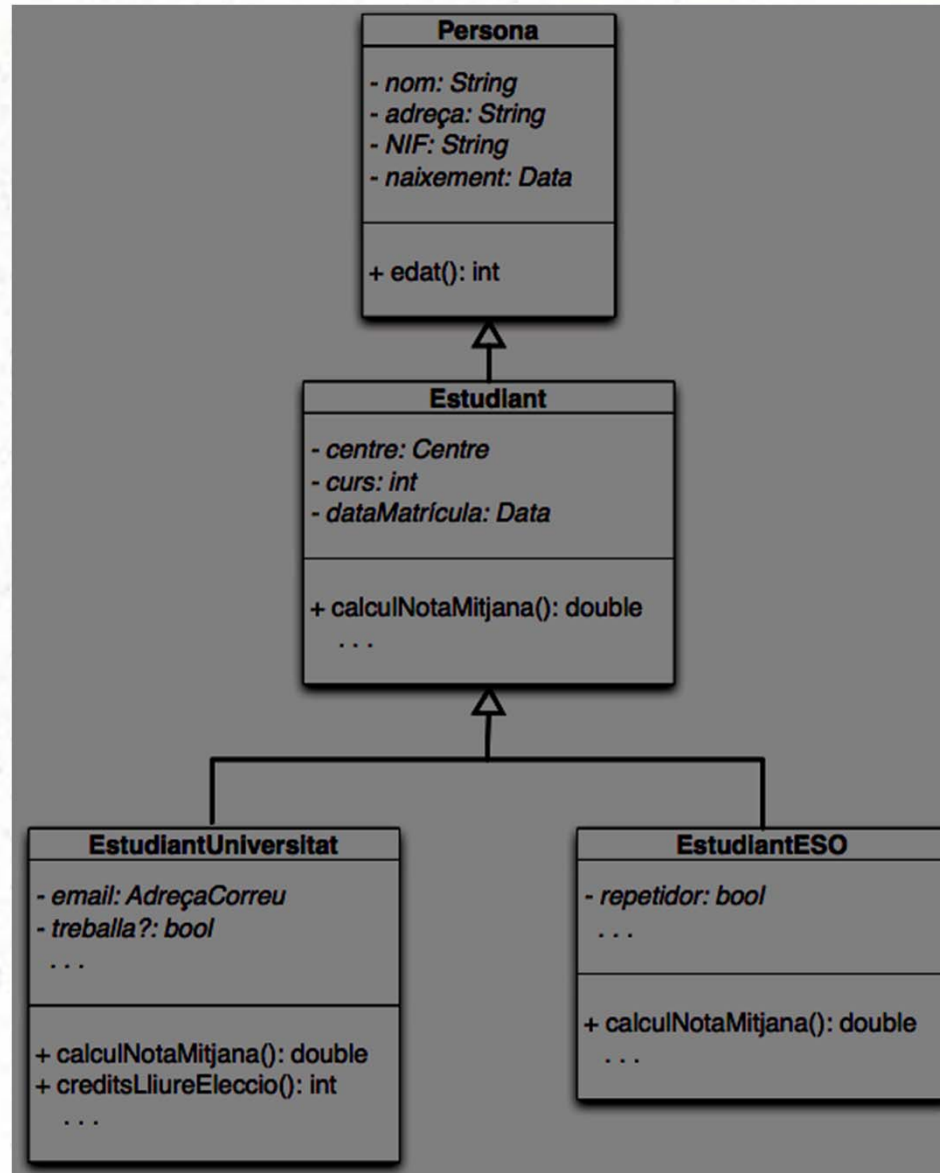 Persona
- nom: String
- adreça: String
- NIF: String
- naixement: Data
+ edat(): int
Estudiant
- centre: Centre
- curs: int
- dataMatrícula: Data
+ calculNotaMitjana(): double
. . .
EstudiantUniversitat
- email: AdreçaCorreu
- treballa?: bool
. . .
+ calculNotaMitjana(): double
+ creditsLliureEleccio(): int
. . .
EstudiantESO
- repetidor: bool
. . .
+ calculNotaMitjana(): double
. . .